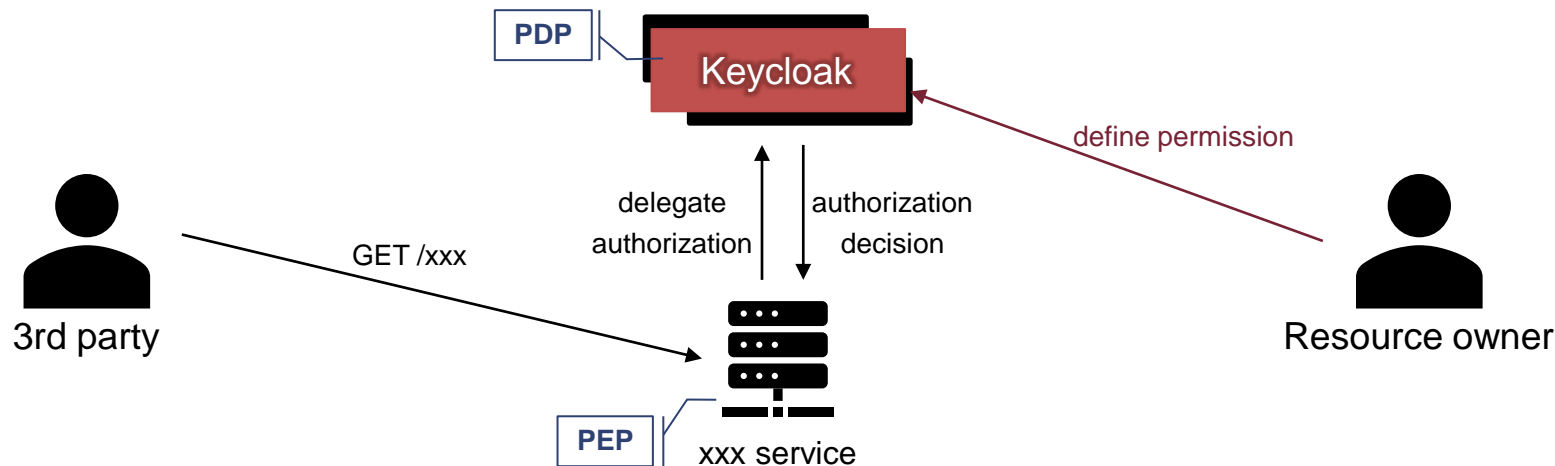 PDP
Keycloak
define permission
delegate
authorization
authorization
decision
GET /xxx
3rd party
Resource owner
PEP
xxx service